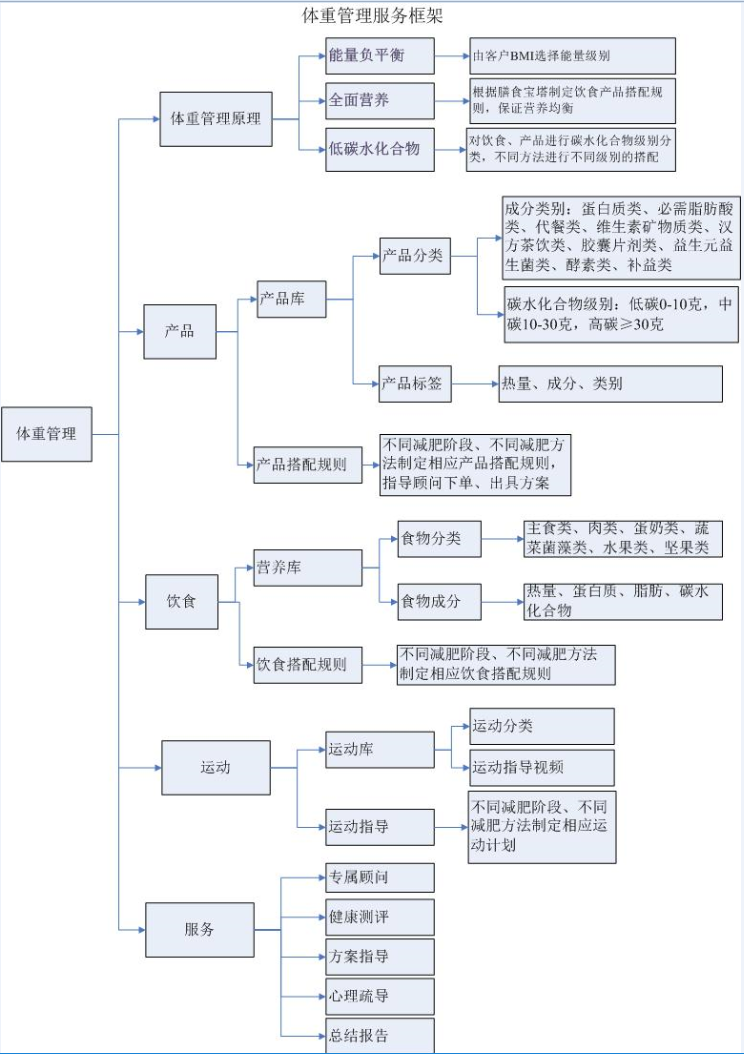 体重管理服务框架
能量负平衡
由客户BMI选择能量级别
体重管理原理
全面营养
根据膳食宝塔制定饮食产品搭配规
则，保证营养均衡
低碳水化合物
对饮食、产品进行碳水化合物级别分
类，不同方法进行不同级别的搭配
成分类别：蛋白质类、必需脂肪酸
类、代餐类、维生素矿物质类、汉
方茶饮类、胶囊片剂类、益生元益
生菌类、酵素类、补益类
产品分类
产品库
碳水化合物级别：低碳0-10克，中
碳10-30克，高碳≥30克
产品
产品标签
热量、成分、类别
体重管理
产品搭配规则
不同减肥阶段、不同减肥方
法制定相应产品搭配规则，
指导顾问下单、出具方案
食物分类
主食类、肉类、蛋奶类、蔬
菜菌藻类、水果类、坚果类
营养库
饮食
食物成分
热量、蛋白质、脂肪、碳水
化合物
饮食搭配规则
不同减肥阶段、不同减肥方法
制定相应饮食搭配规则
运动分类
运动库
运动
运动指导视频
运动指导
不同减肥阶段、不同
减肥方法制定相应运
动计划
专属顾问
健康测评
服务
方案指导
心理疏导
总结报告